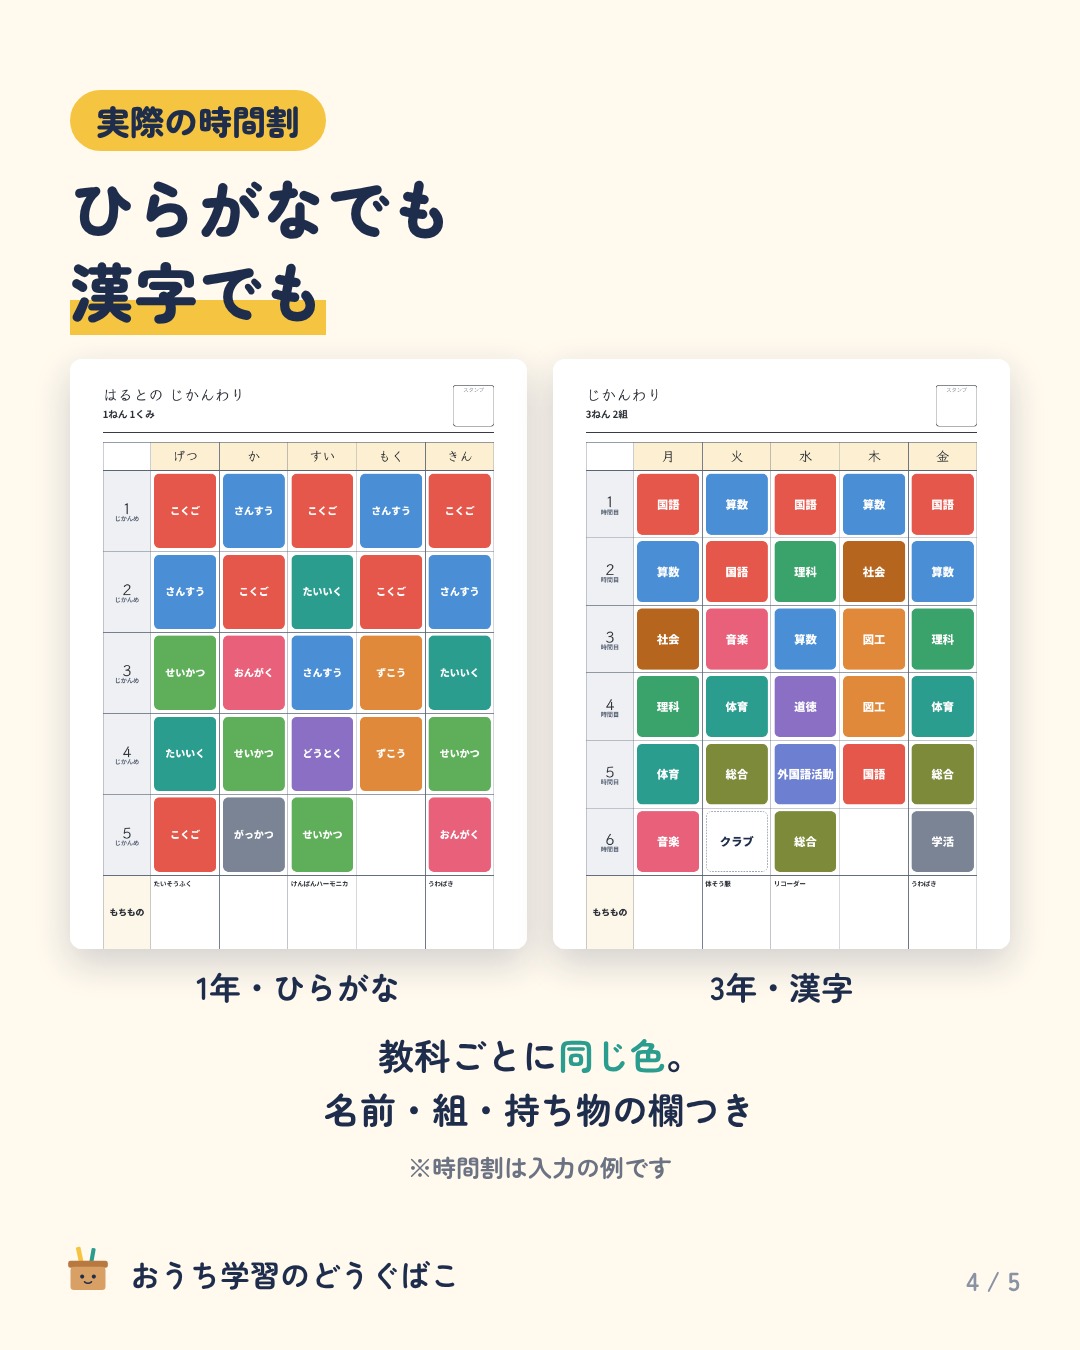 実際の時間割
ひらがなでも
漢字でも
はるとの じかんわり
1ねん 1くみ
スタンプ
げつ か すい もく きん
1 じかんめ こくご さんすう こくご さんすう こくご
2 じかんめ さんすう こくご たいいく こくご さんすう
3 じかんめ せいかつ おんがく さんすう ずこう たいいく
4 じかんめ たいいく せいかつ どうとく ずこう せいかつ
5 じかんめ こくご がっかつ せいかつ おんがく
もちもの たいそうふく けんばんハーモニカ うわばき
じかんわり
3ねん 2組
スタンプ
月 火 水 木 金
1 時間目 国語 算数 国語 算数 国語
2 時間目 算数 国語 理科 社会 算数
3 時間目 社会 音楽 算数 図工 理科
4 時間目 理科 体育 道徳 図工 体育
5 時間目 体育 総合 外国語活動 国語 総合
6 時間目 音楽 クラブ 総合 学活
もちもの 体そう服 リコーダー うわばき
1年・ひらがな
3年・漢字
教科ごとに同じ色。
名前・組・持ち物の欄つき
※時間割は入力の例です
おうち学習のどうぐばこ
4 / 5